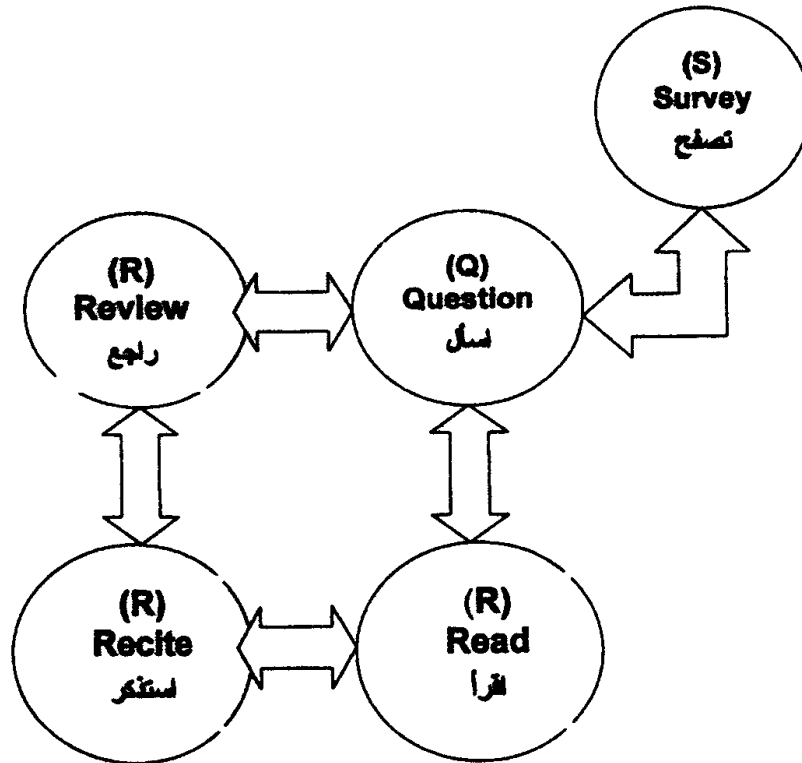 (S)
Survey
تصفح
(R)
Review
راجع
(Q)
Question
اسأل
(R)
Recite
استذكر
(R)
Read
اقرأ